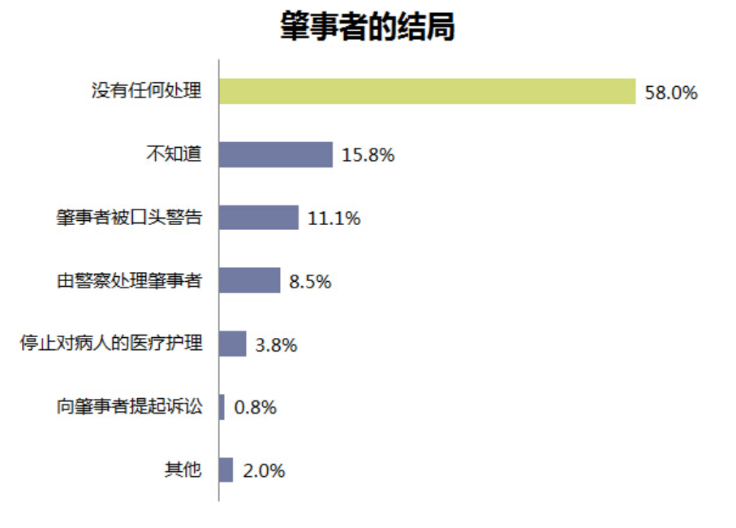 肇事者的结局
没有任何处理 58.0%
不知道 15.8%
肇事者被口头警告 11.1%
由警察处理肇事者 8.5%
停止对病人的医疗护理 3.8%
向肇事者提起诉讼 0.8%
其他 2.0%